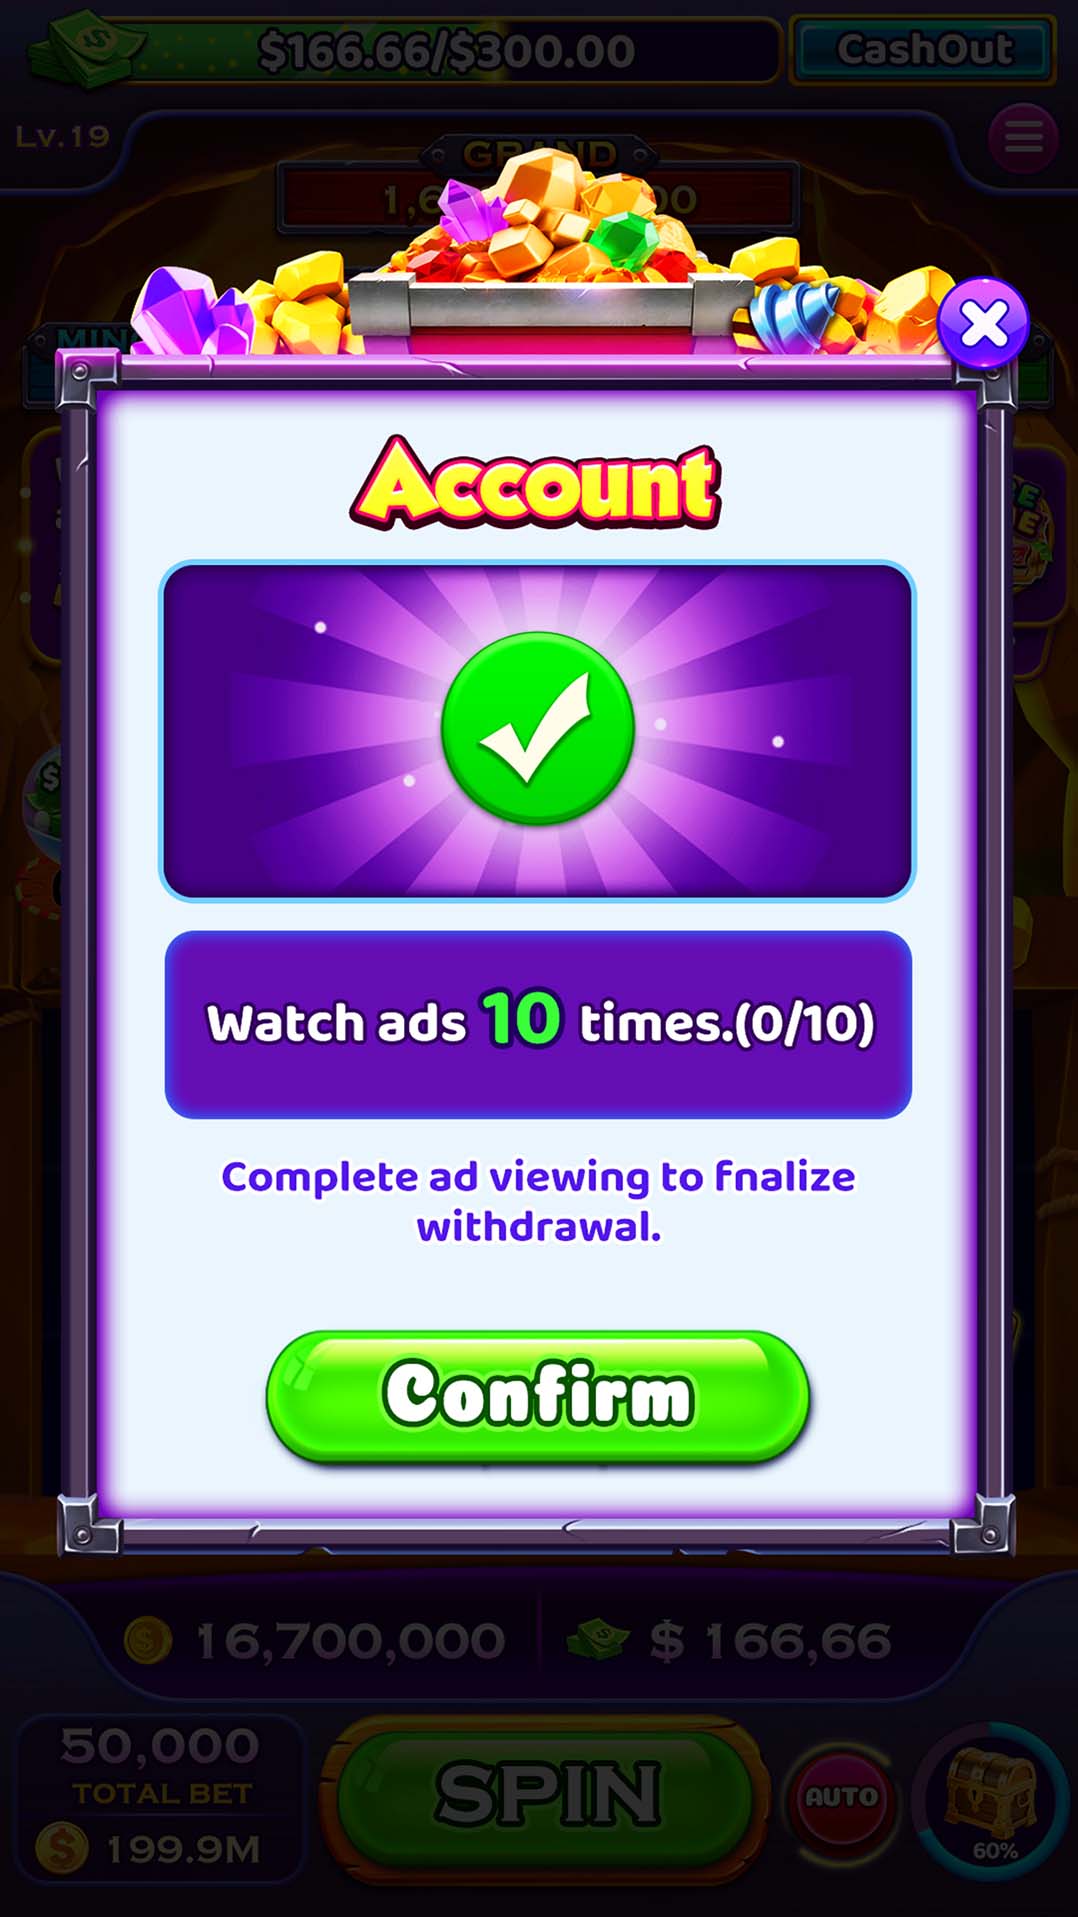 $166.66/$300.00
CashOut
Lv.19
GRAND
Account
Watch ads 10 times.(0/10)
Complete ad viewing to fnalize
withdrawal.
Confirm
16,700,000
$ 166,66
50,000
TOTAL BET
199.9M
SPIN
AUTO
60%